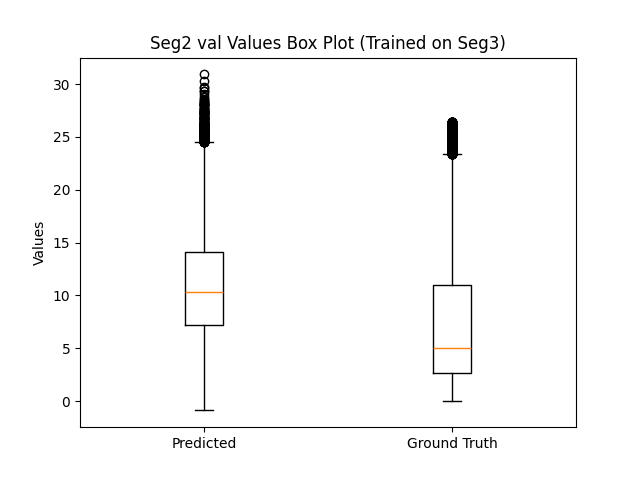 Seg2 val Values Box Plot (Trained on Seg3)
30
25
20
15
10
5
0
Values
Predicted
Ground Truth